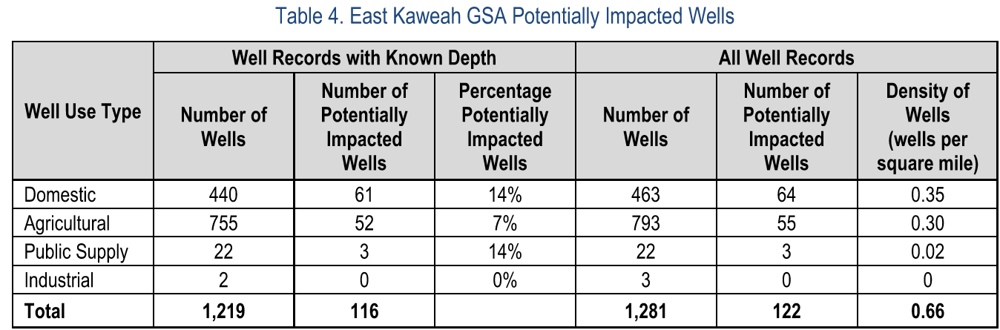 Table 4. East Kaweah GSA Potentially Impacted Wells
Well Use Type
Well Records with Known Depth
All Well Records
Number of
Wells
Number of
Potentially
Impacted
Wells
Percentage
Potentially
Impacted
Wells
Number of
Wells
Number of
Potentially
Impacted
Wells
Density of
Wells
(wells per
square mile)
Domestic 440 61 14% 463 64 0.35
Agricultural 755 52 7% 793 55 0.30
Public Supply 22 3 14% 22 3 0.02
Industrial 2 0 0% 3 0 0
Total 1,219 116 1,281 122 0.66